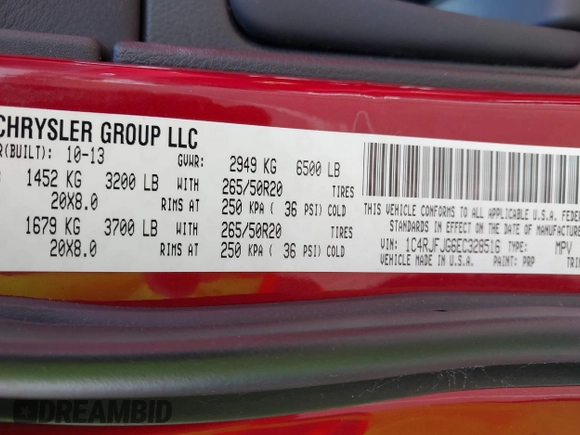 CHRYSLER GROUP LLC
R(BUILT): 10-13 GVWR: 2949 KG 6500 LB
1452 KG 3200 LB WITH 265/50R20 TIRES
20X8.0 RIMS AT 250 KPA ( 36 PSI) COLD
1679 KG 3700 LB WITH 265/50R20 TIRES
20X8.0 RIMS AT 250 KPA ( 36 PSI) COLD
THIS VEHICLE CONFORMS TO ALL APPLICABLE U.S.A. FEDE
STANDARDS IN EFFECT ON THE DATE OF MANUFACTURE
VIN: 1C4RJFJG6EC328516 TYPE: MPV
VEHICLE MADE IN U.S.A. PAINT: PRP TRI
DREAMBID